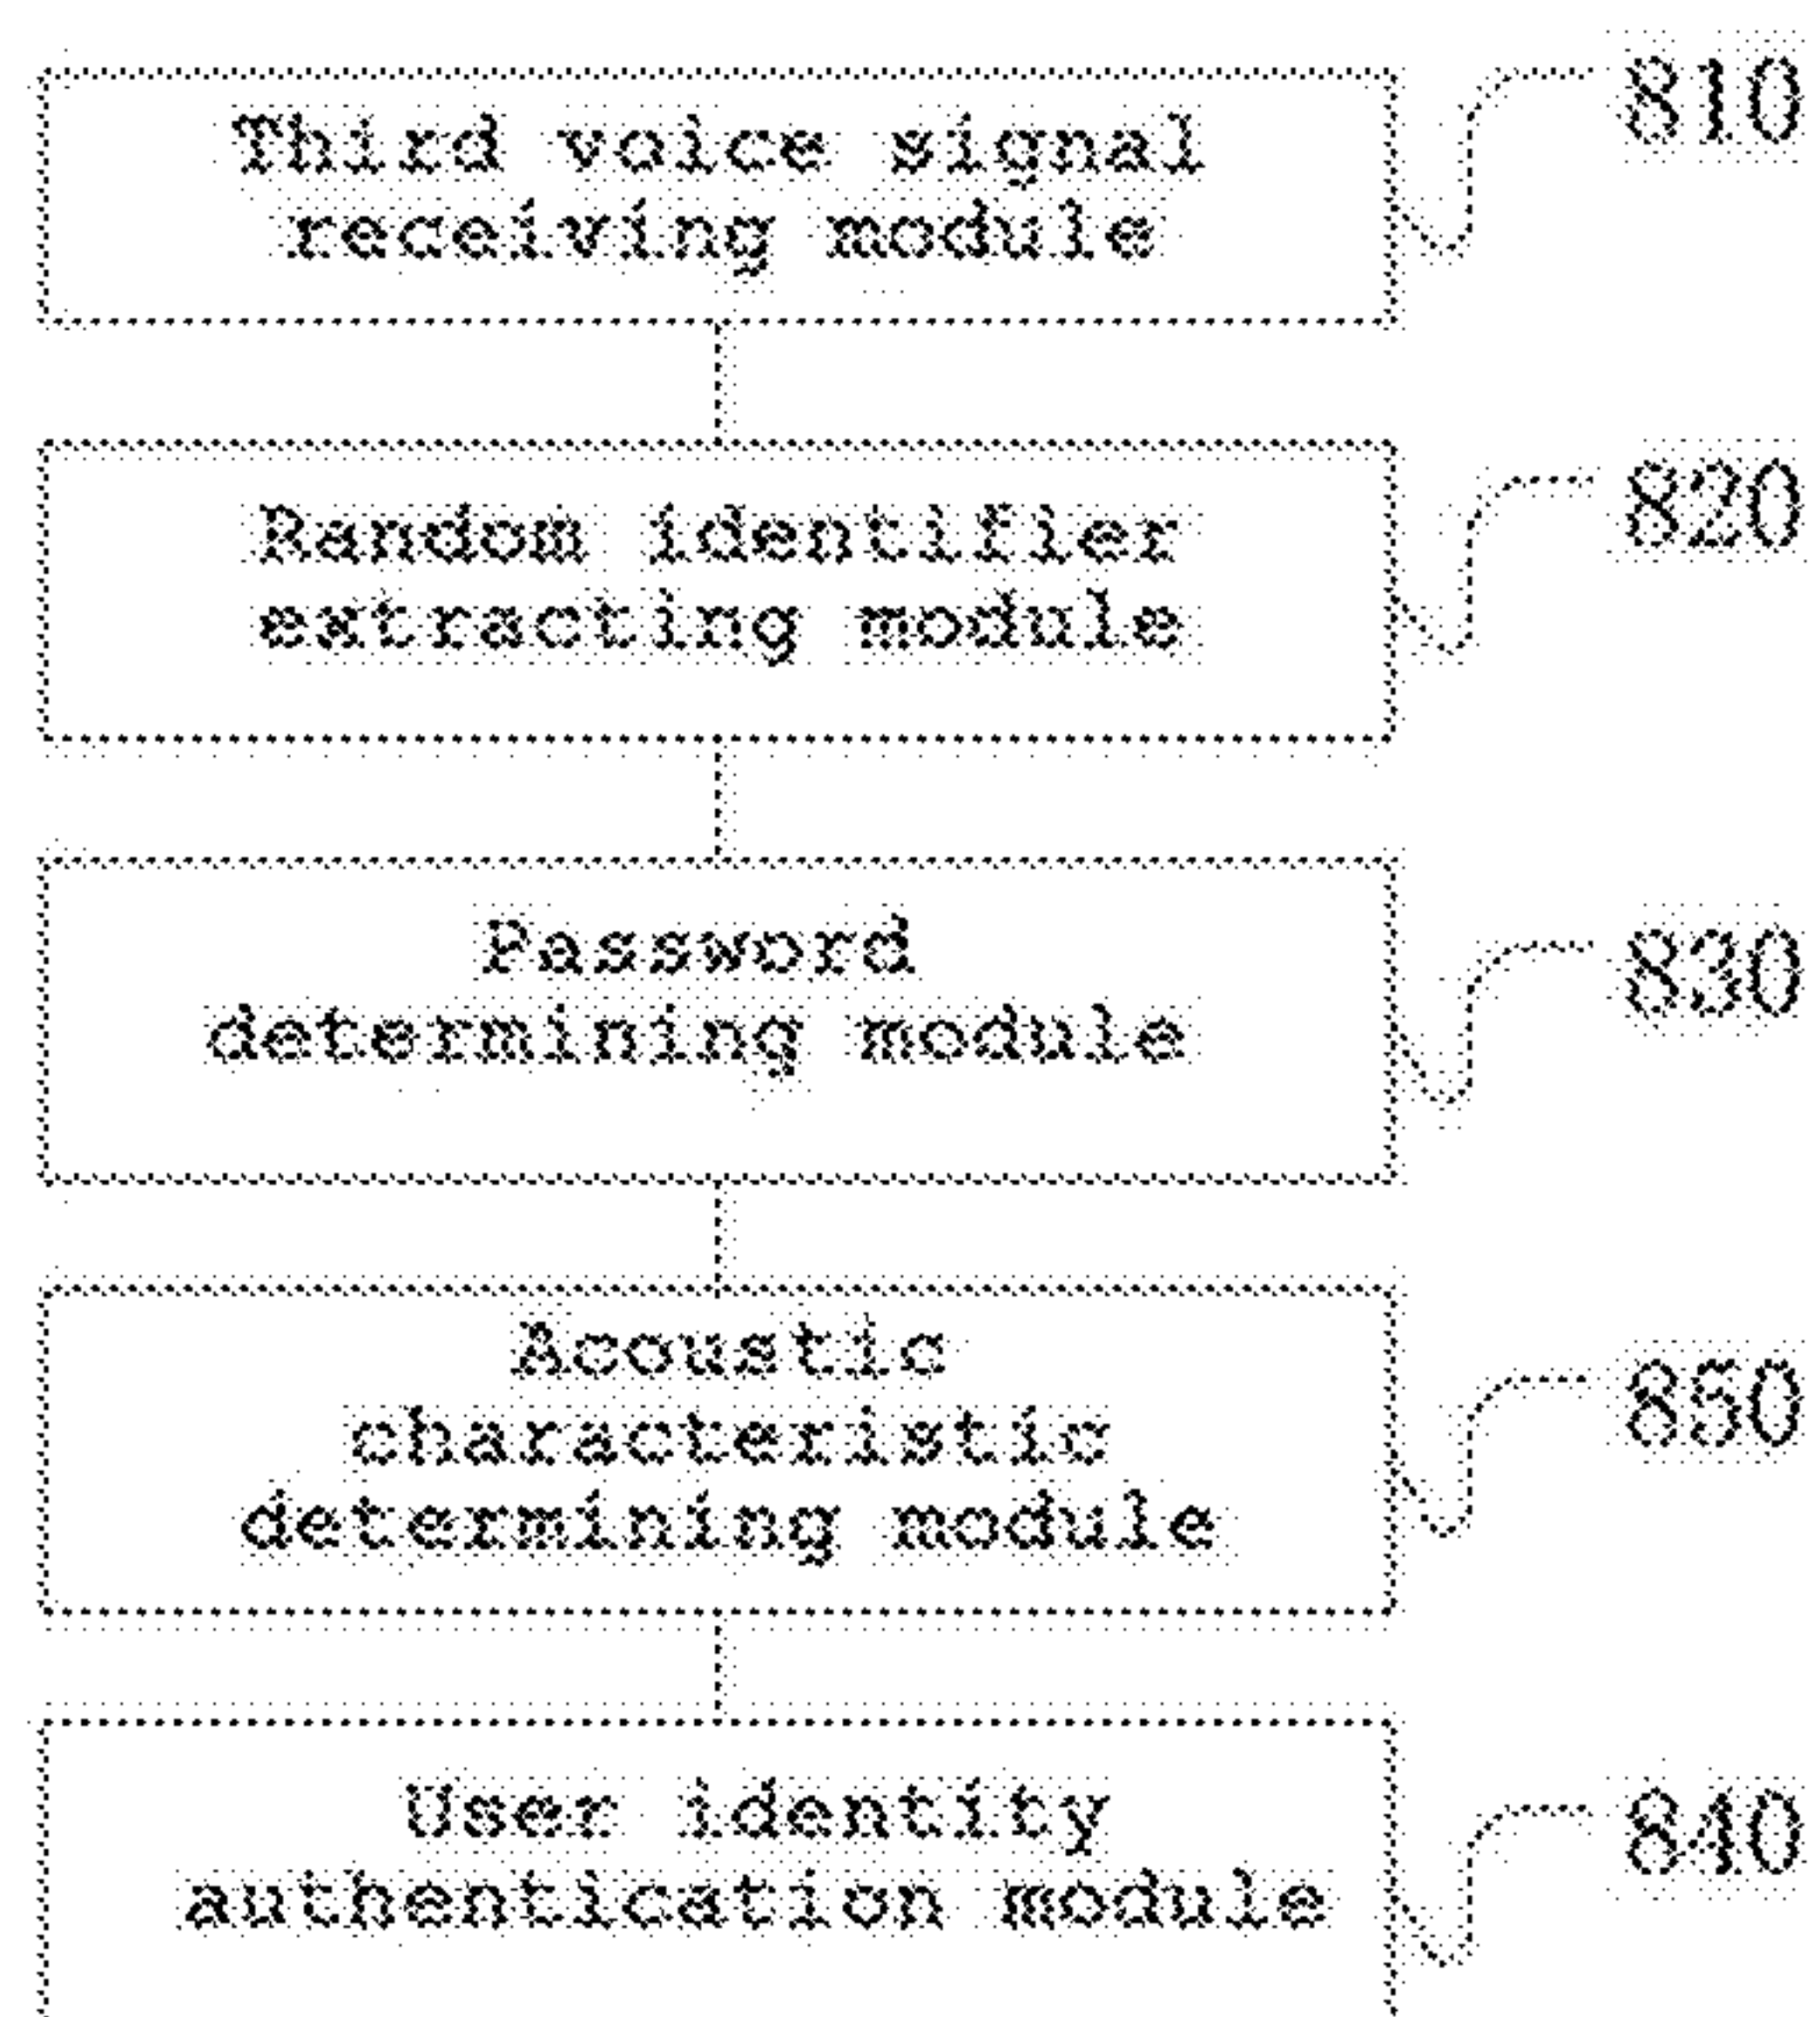 Third voice signal
receiving module
810
Random identifier
extracting module
820
Password
determining module
830
Acoustic
characteristic
determining module
850
User identity
authentication module
840